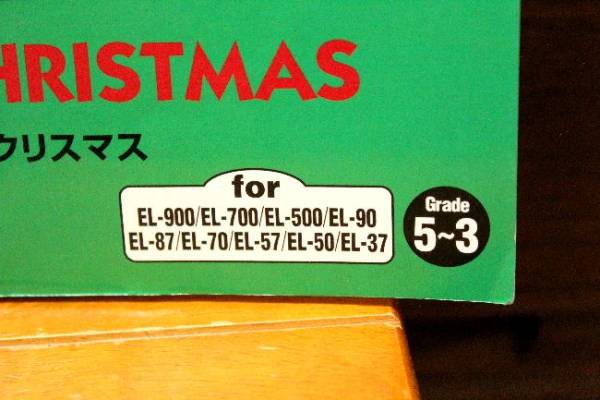 CHRISTMAS
クリスマス
for
EL-900/EL-700/EL-500/EL-90
EL-87/EL-70/EL-57/EL-50/EL-37
Grade
5~3